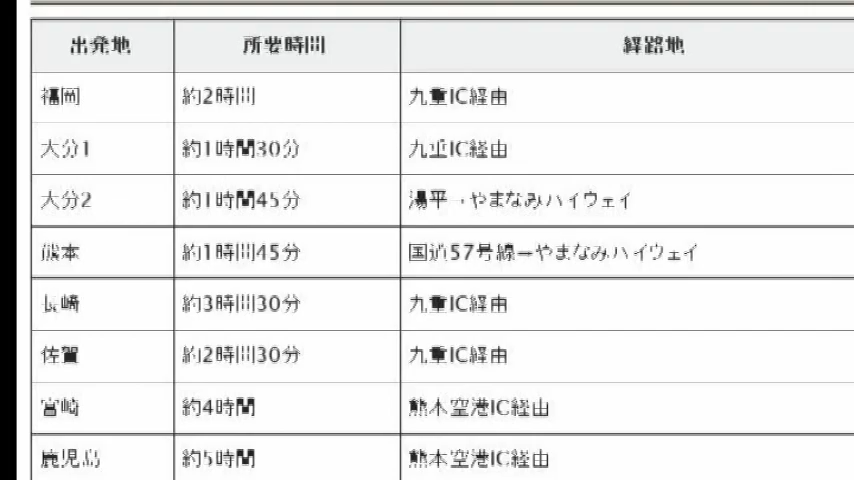 出発地 所要時間 経路地
福岡 約2時間 九重IC経由
大分1 約1時間30分 九重IC経由
大分2 約1時間45分 湯平→やまなみハイウェイ
熊本 約1時間45分 国道57号線→やまなみハイウェイ
長崎 約3時間30分 九重IC経由
佐賀 約2時間30分 九重IC経由
宮崎 約4時間 熊本空港IC経由
鹿児島 約5時間 熊本空港IC経由